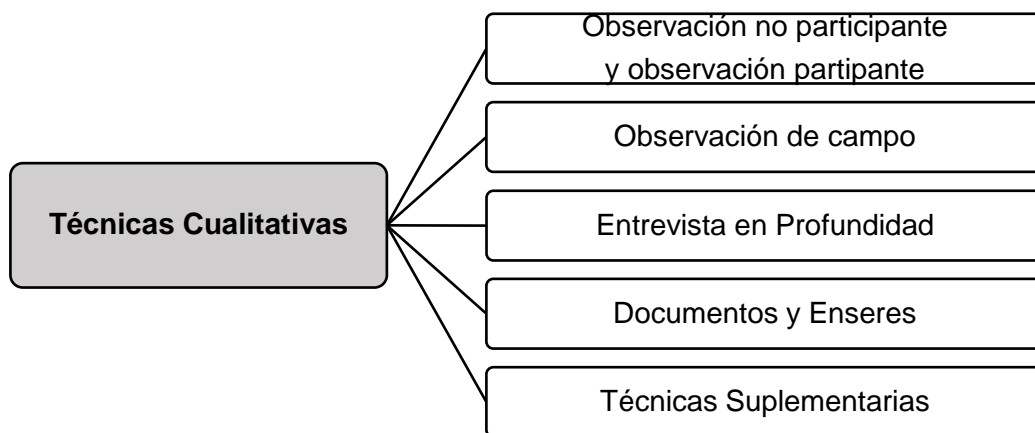 Técnicas Cualitativas
Observación no participante
y observación partipante
Observación de campo
Entrevista en Profundidad
Documentos y Enseres
Técnicas Suplementarias